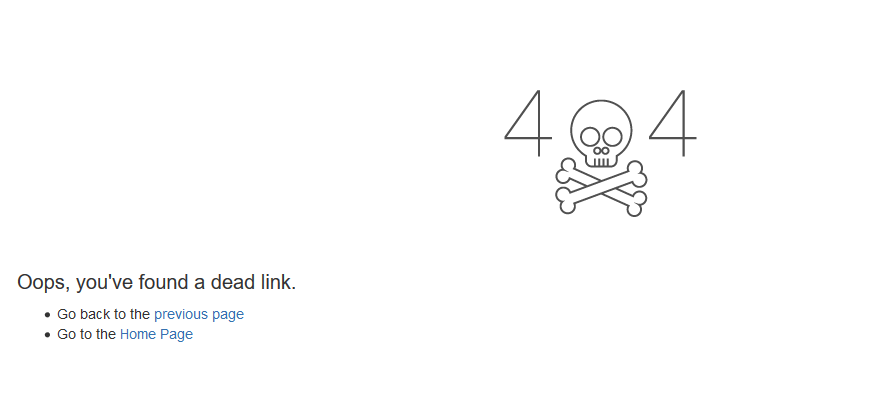 4 4
Oops, you've found a dead link.
Go back to the previous page
Go to the Home Page